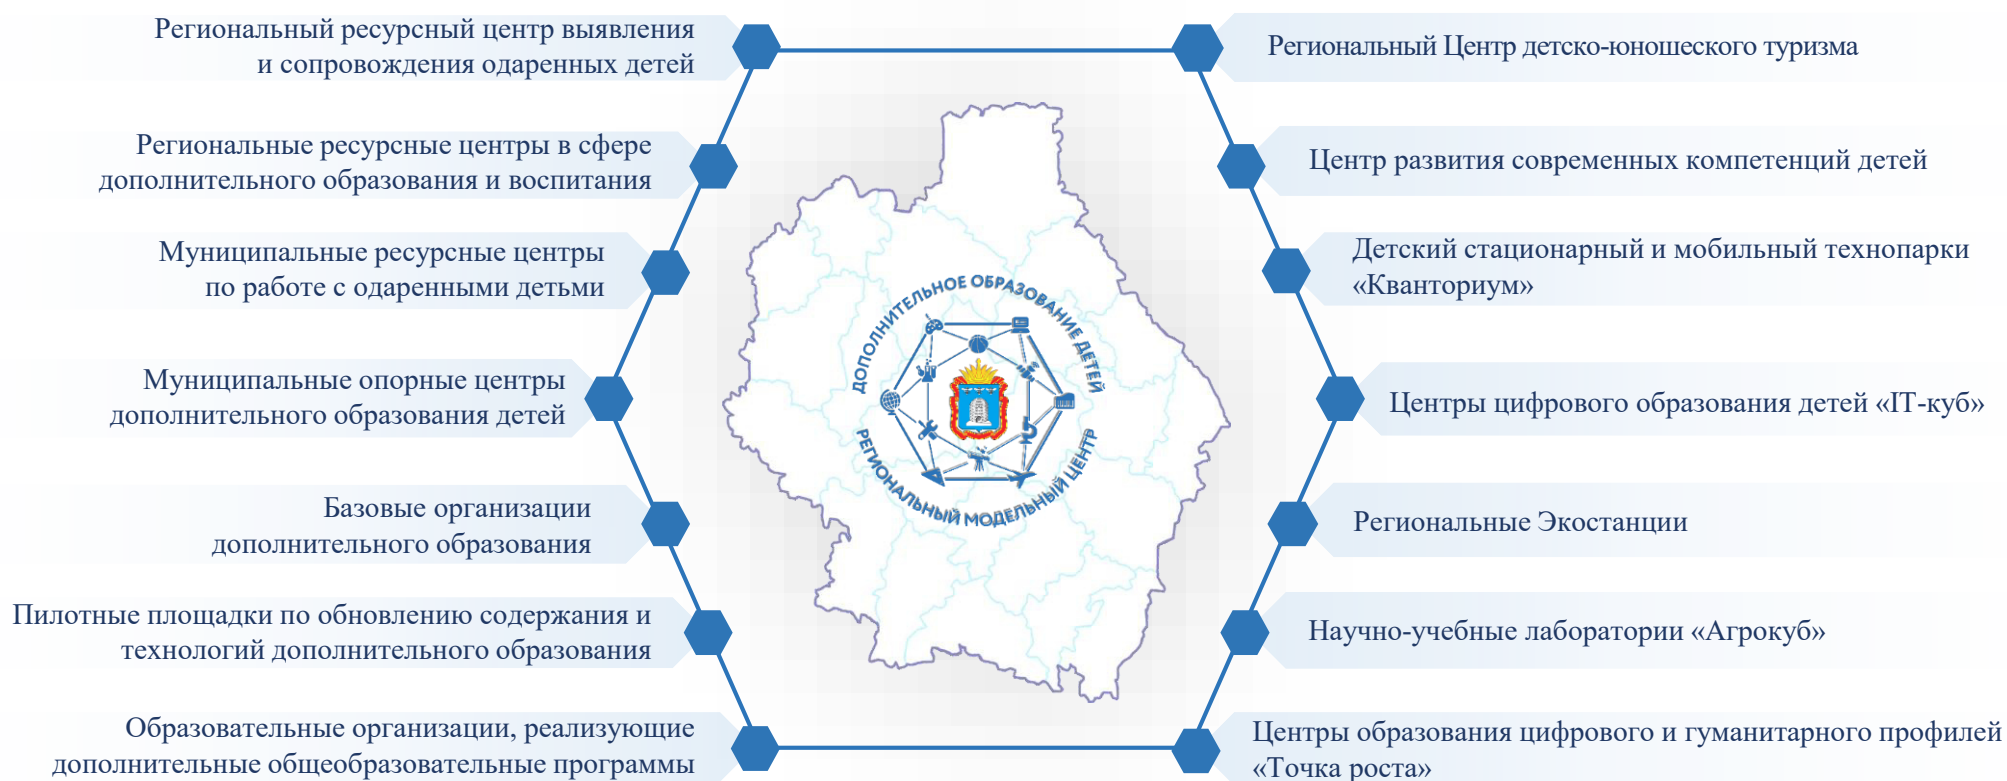 Региональный ресурсный центр выявления
и сопровождения одаренных детей
Региональные ресурсные центры в сфере
дополнительного образования и воспитания
Муниципальные ресурсные центры
по работе с одаренными детьми
Муниципальные опорные центры
дополнительного образования детей
Базовые организации
дополнительного образования
Пилотные площадки по обновлению содержания и
технологий дополнительного образования
Образовательные организации, реализующие
дополнительные общеобразовательные программы
ДОПОЛНИТЕЛЬНОЕ ОБРАЗОВАНИЕ ДЕТЕЙ
РЕГИОНАЛЬНЫЙ МОДЕЛЬНЫЙ ЦЕНТР
Региональный Центр детско-юношеского туризма
Центр развития современных компетенций детей
Детский стационарный и мобильный технопарки
«Кванториум»
Центры цифрового образования детей «IT-куб»
Региональные Экостанции
Научно-учебные лаборатории «Агрокуб»
Центры образования цифрового и гуманитарного профилей
«Точка роста»